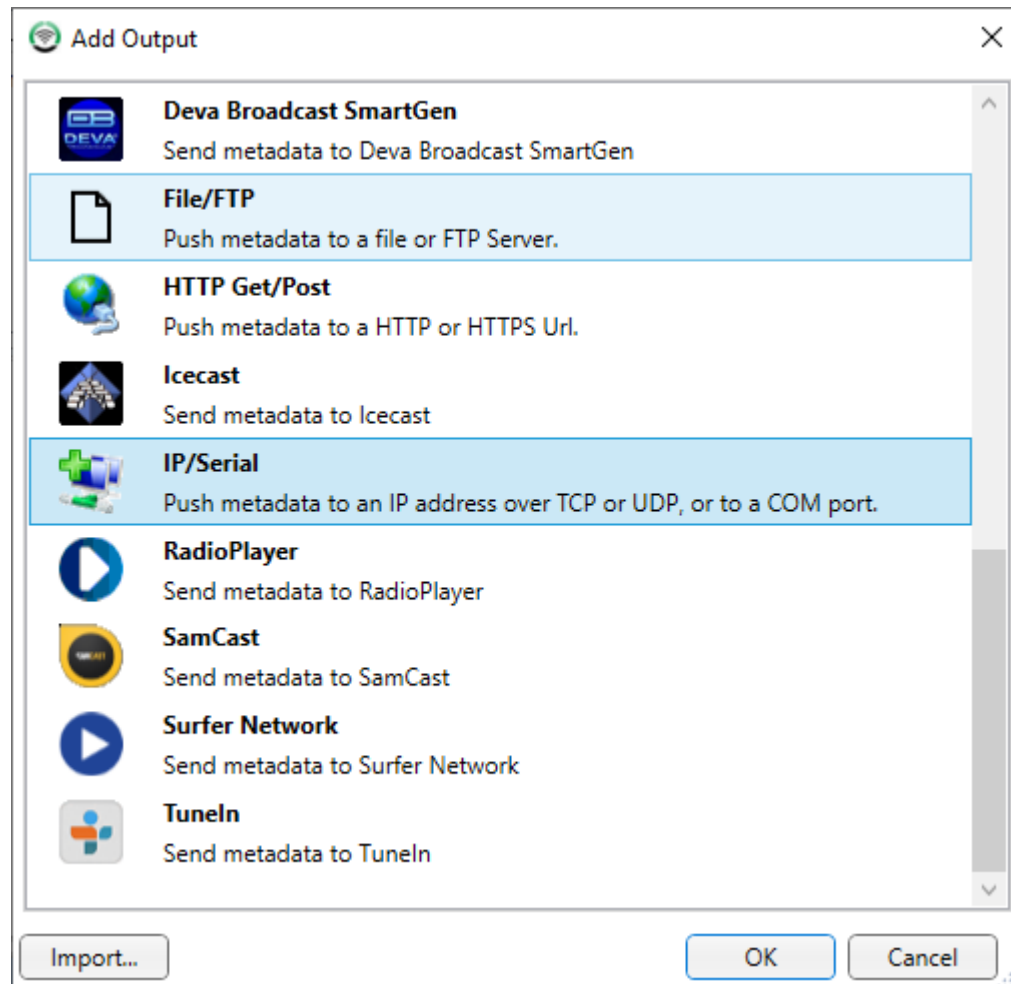 Add Output
DEVA
Deva Broadcast SmartGen
Send metadata to Deva Broadcast SmartGen
File/FTP
Push metadata to a file or FTP Server.
HTTP Get/Post
Push metadata to a HTTP or HTTPS Url.
Icecast
Send metadata to Icecast
IP/Serial
Push metadata to an IP address over TCP or UDP, or to a COM port.
RadioPlayer
Send metadata to RadioPlayer
SamCast
Send metadata to SamCast
Surfer Network
Send metadata to Surfer Network
TuneIn
Send metadata to TuneIn
Import...
OK
Cancel